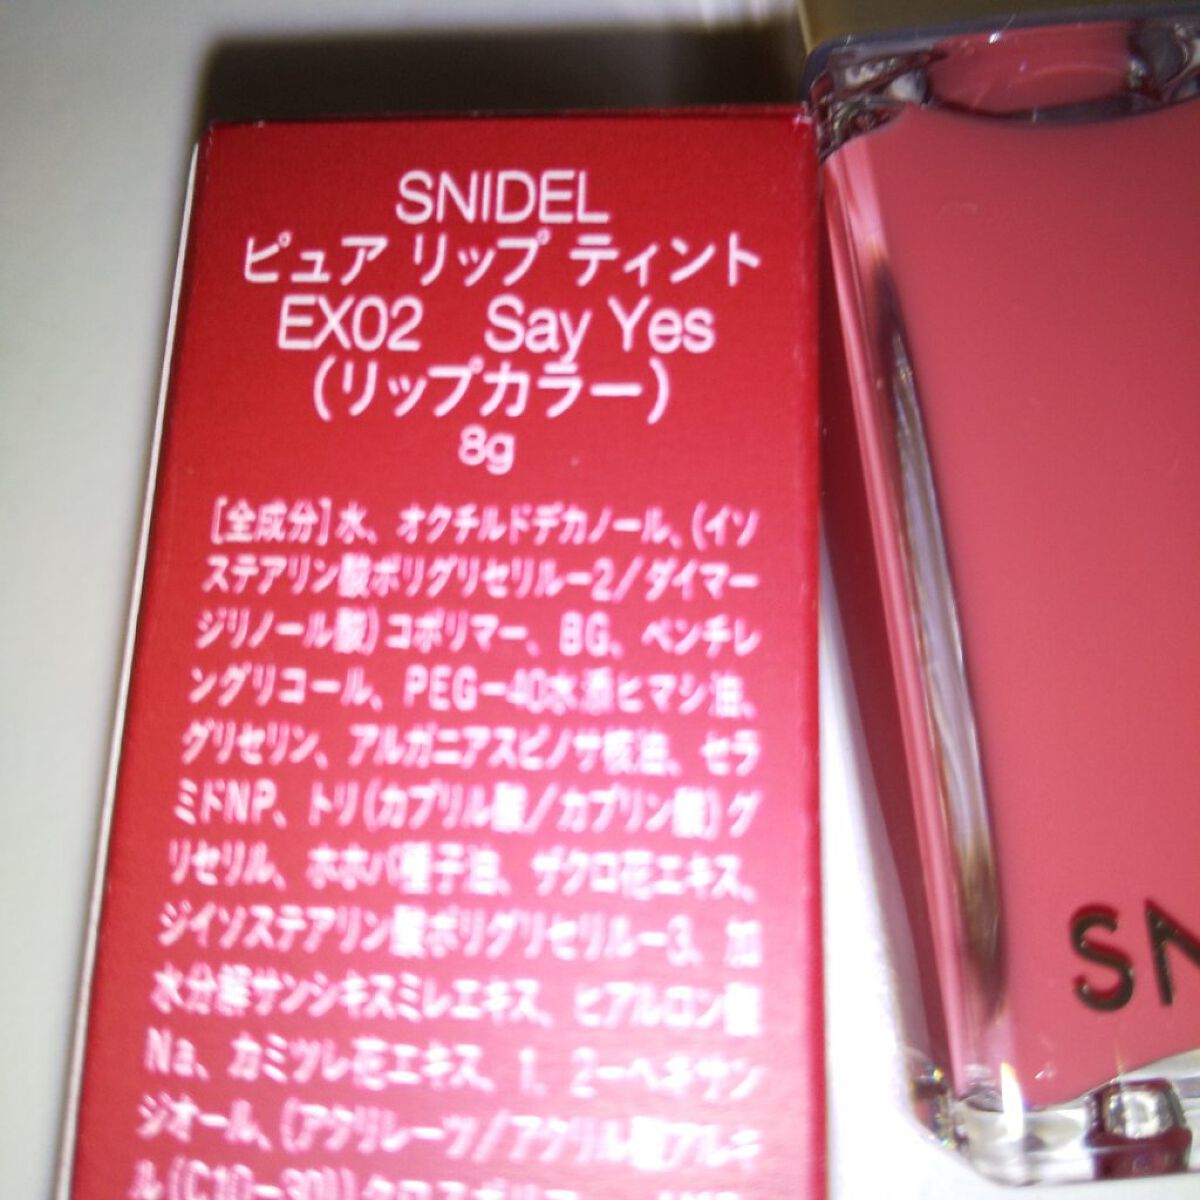 SNIDEL
ピュア リップ ティント
EX02　Say Yes
（リップカラー）
8g
[全成分]水、オクチルドデカノール、(イソ
ステアリン酸ポリグリセリル－2／ダイマー
ジリノール酸)コポリマー、BG、ペンチレ
ングリコール、PEG－40水添ヒマシ油、
グリセリン、アルガニアスピノサ核油、セラ
ミドNP、トリ(カプリル酸／カプリン酸)グ
リセリル、ホホバ種子油、ザクロ花エキス、
ジイソステアリン酸ポリグリセリル－3、加
水分解サンシキスミレエキス、ヒアルロン酸
Na、カミツレ花エキス、1，2－ヘキサン
ジオール、(アクリレーツ／アクリル酸アルキ
ル(C10－30))クロスポリマー、
SN